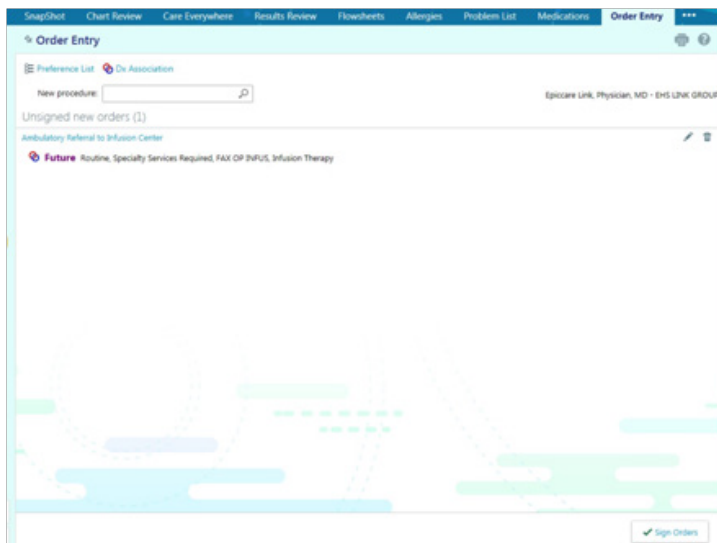 SnapShot Chart Review Care Everywhere Results Review Flowsheets Allergies Problem List Medications Order Entry •••
Order Entry
Preference List Dx Association
New procedure: Epiccare Link, Physician, MD - EHS LINK GROUP
Unsigned new orders (1)
Ambulatory Referral to Infusion Center
Future Routine, Specialty Services Required, FAX OP INFUS, Infusion Therapy
Sign Orders